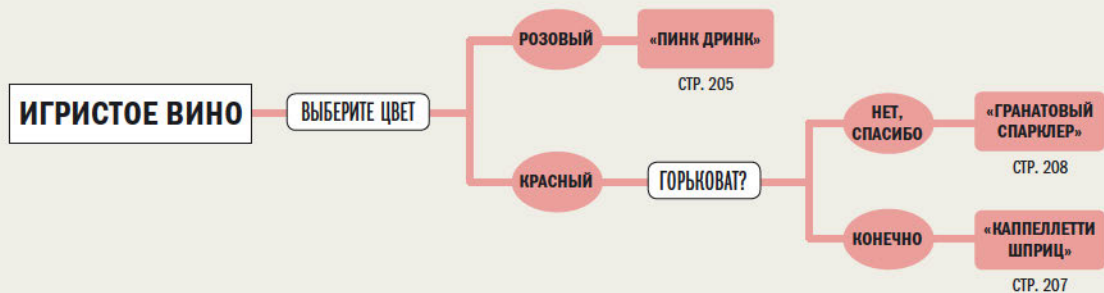 ИГРИСТОЕ ВИНО
ВЫБЕРИТЕ ЦВЕТ
РОЗОВЫЙ
«ПИНК ДРИНК»
СТР. 205
КРАСНЫЙ
ГОРЬКОВАТ?
НЕТ,
СПАСИБО
«ГРАНАТОВЫЙ
СПАРКЛЕР»
СТР. 208
КОНЕЧНО
«КАППЕЛЛЕТТИ
ШПРИЦ»
СТР. 207